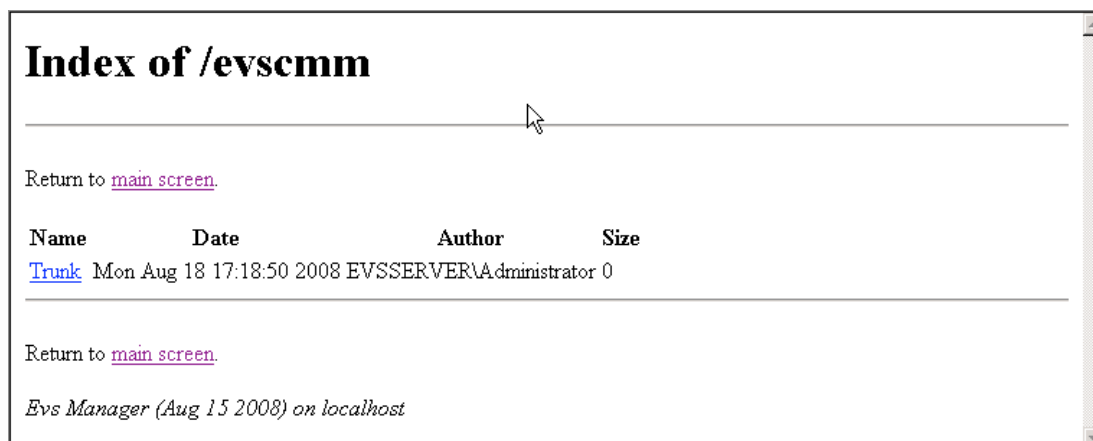 Index of /evscmm
Return to main screen.
Name Date Author Size
Trunk Mon Aug 18 17:18:50 2008 EVSSERVER\Administrator 0
Return to main screen.
Evs Manager (Aug 15 2008) on localhost